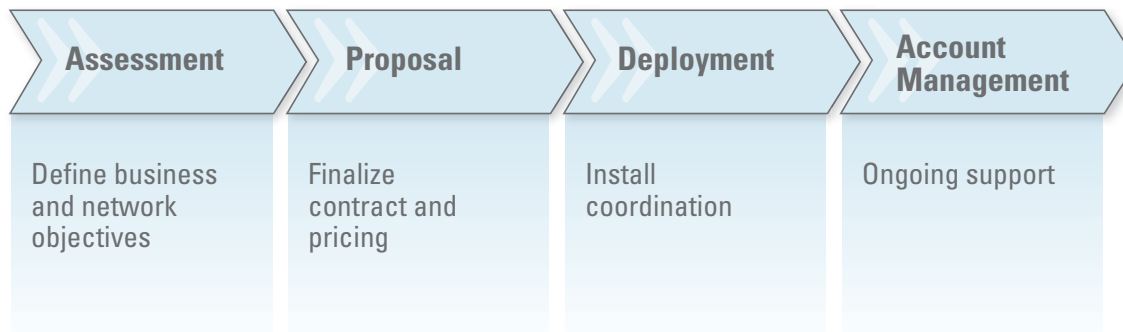 Assessment
Define business
and network
objectives
Proposal
Finalize
contract and
pricing
Deployment
Install
coordination
Account
Management
Ongoing support